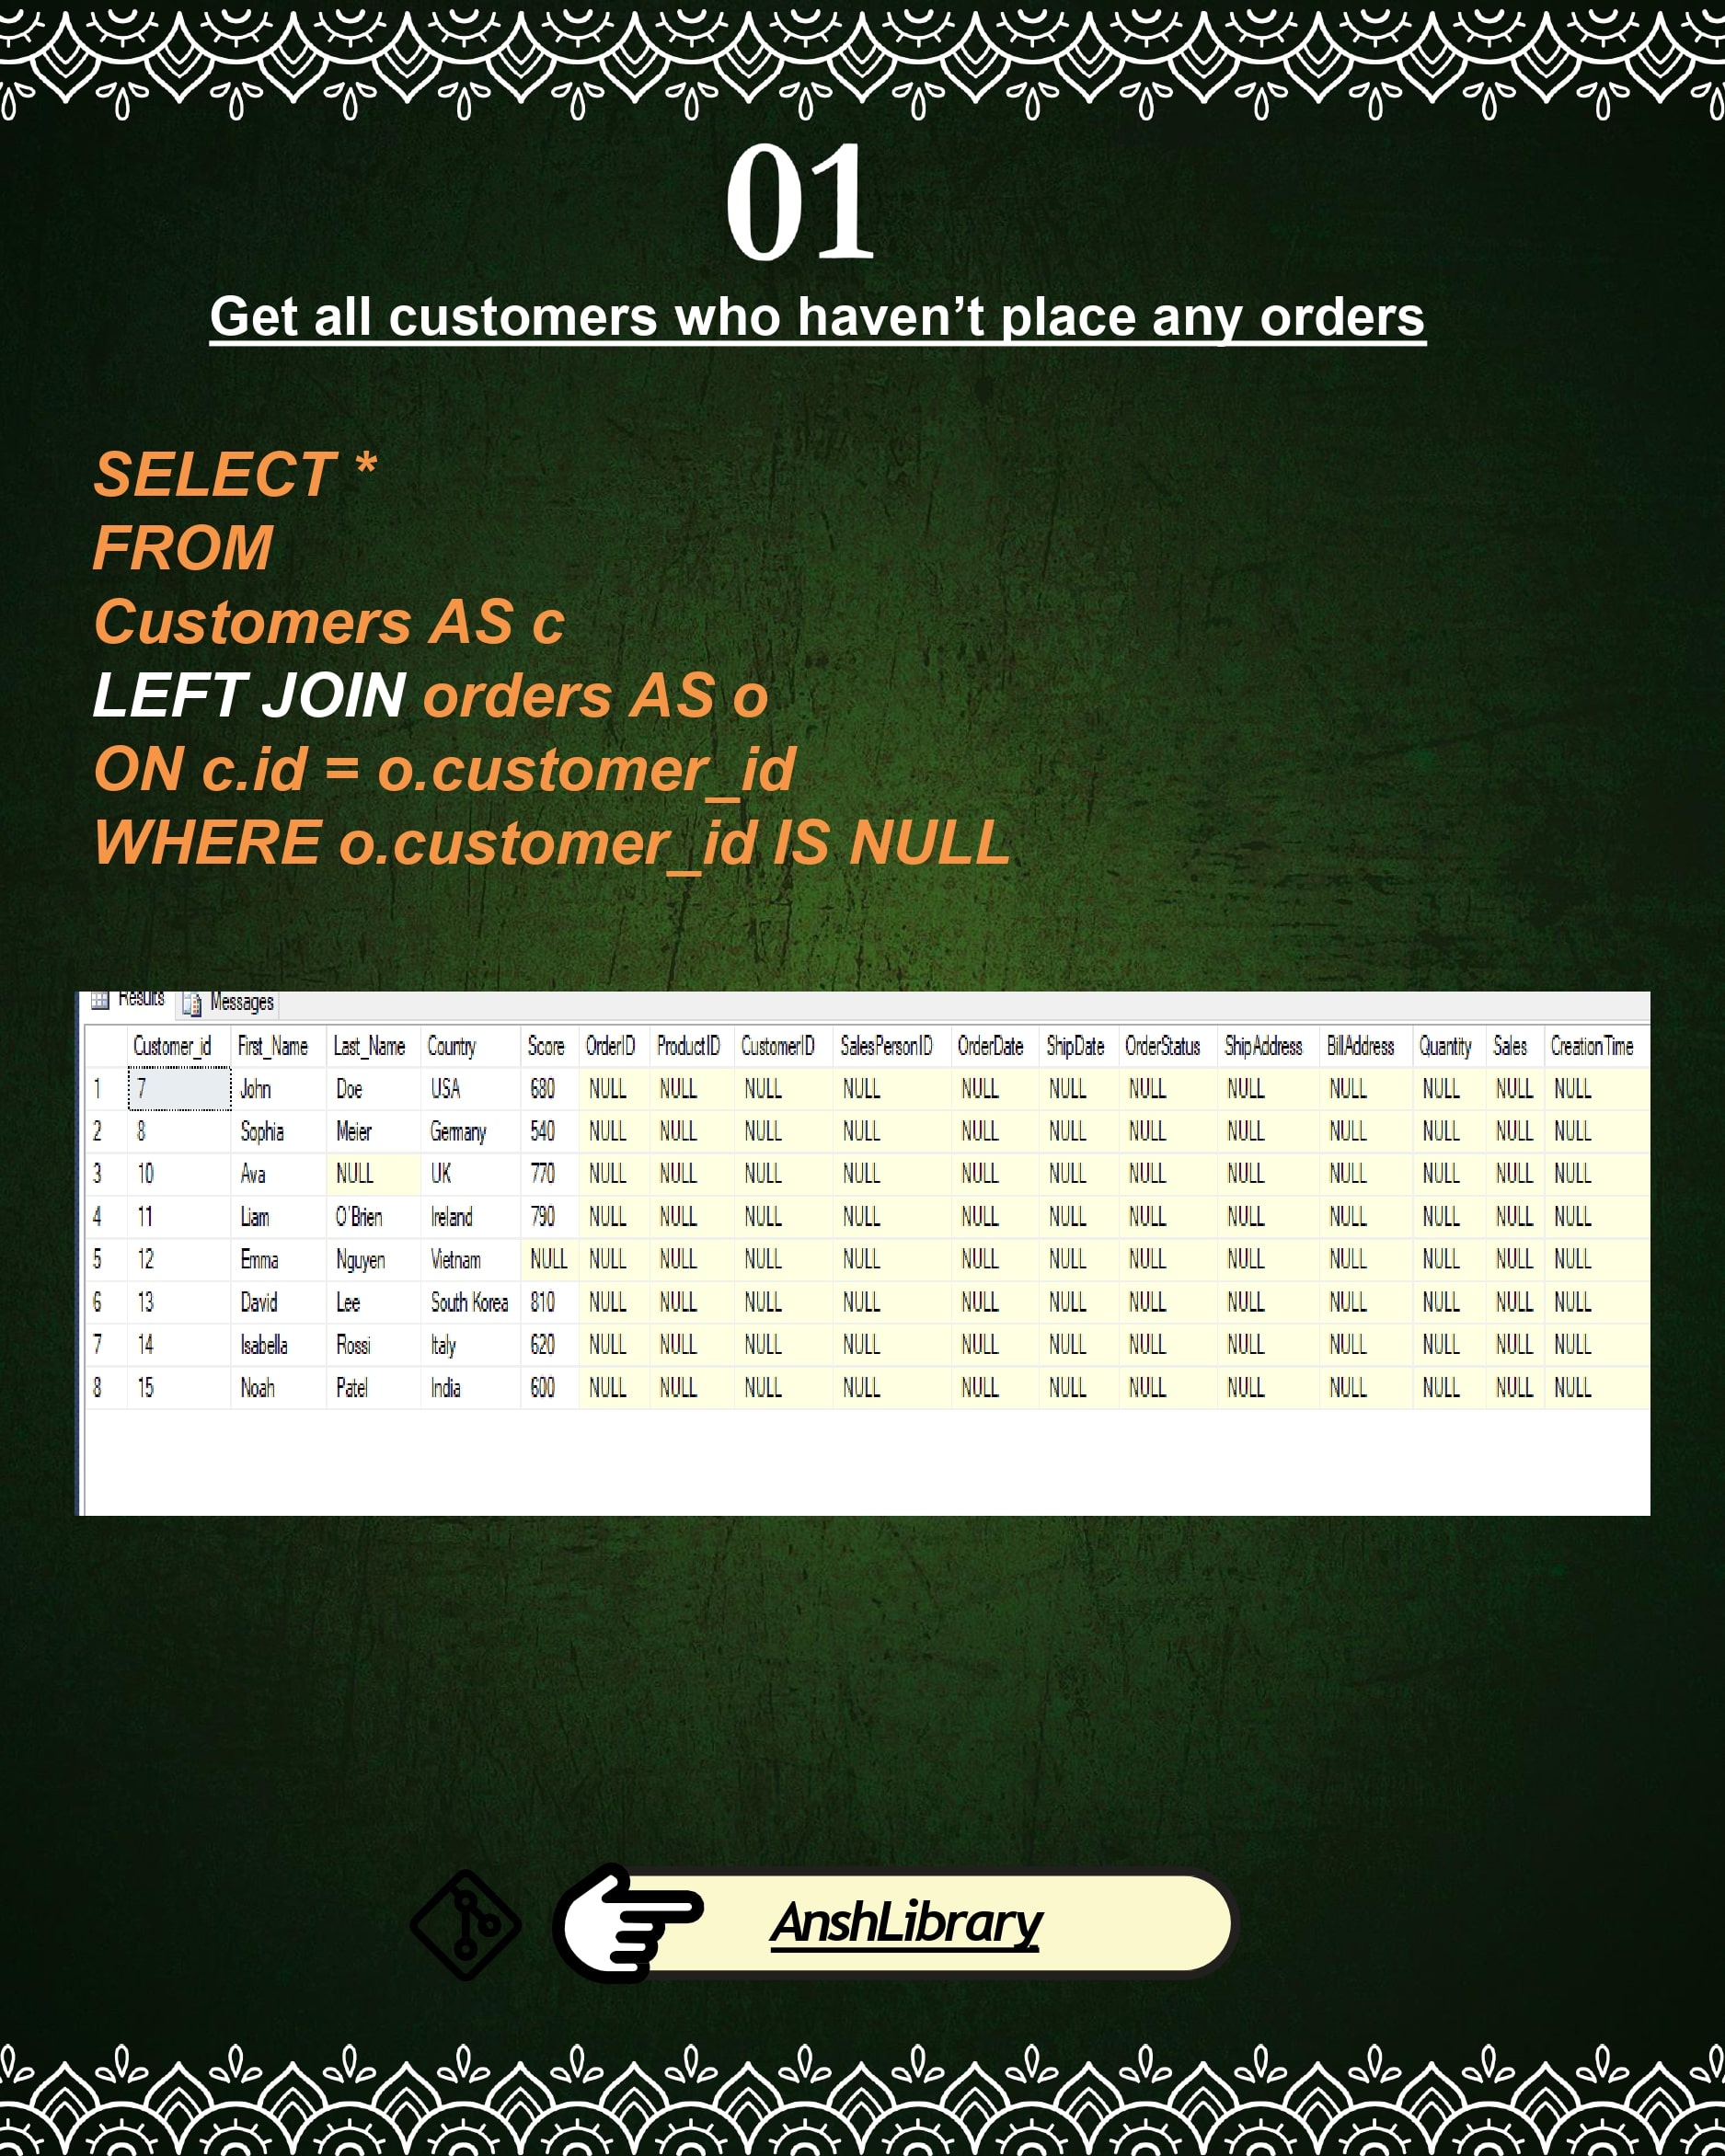 01
Get all customers who haven’t place any orders
SELECT *
FROM
Customers AS c
LEFT JOIN orders AS o
ON c.id = o.customer_id
WHERE o.customer_id IS NULL
Results Messages
Customer_id First_Name Last_Name Country Score OrderID ProductID CustomerID SalesPersonID OrderDate ShipDate OrderStatus ShipAddress BillAddress Quantity Sales CreationTime
1 7 John Doe USA 680 NULL NULL NULL NULL NULL NULL NULL NULL NULL NULL NULL NULL
2 8 Sophia Meier Germany 540 NULL NULL NULL NULL NULL NULL NULL NULL NULL NULL NULL NULL
3 10 Ava NULL UK 770 NULL NULL NULL NULL NULL NULL NULL NULL NULL NULL NULL NULL
4 11 Liam O'Brien Ireland 790 NULL NULL NULL NULL NULL NULL NULL NULL NULL NULL NULL NULL
5 12 Emma Nguyen Vietnam NULL NULL NULL NULL NULL NULL NULL NULL NULL NULL NULL NULL NULL
6 13 David Lee South Korea 810 NULL NULL NULL NULL NULL NULL NULL NULL NULL NULL NULL NULL
7 14 Isabella Rossi Italy 620 NULL NULL NULL NULL NULL NULL NULL NULL NULL NULL NULL NULL
8 15 Noah Patel India 600 NULL NULL NULL NULL NULL NULL NULL NULL NULL NULL NULL NULL
AnshLibrary